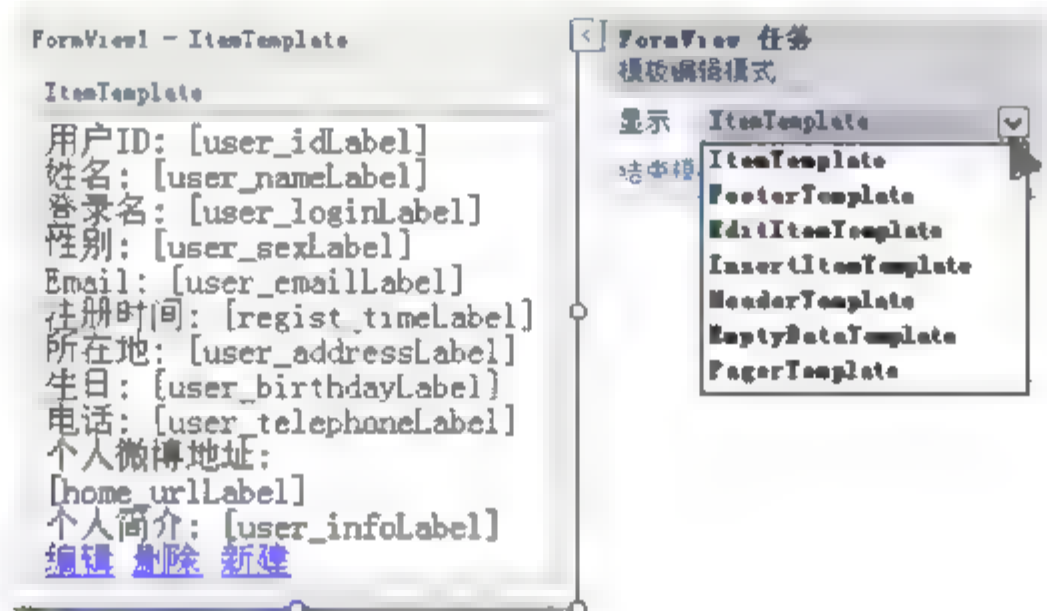 FormView1 - ItemTemplate
ItemTemplate
用户ID: [user_idLabel]
姓名: [user_nameLabel]
登录名: [user_loginLabel]
性别: [user_sexLabel]
Email: [user_emailLabel]
注册时间: [regist_timeLabel]
所在地: [user_addressLabel]
生日: [user_birthdayLabel]
电话: [user_telephoneLabel]
个人微博地址:
[home_urlLabel]
个人简介: [user_infoLabel]
编辑 删除 新建
FormView 任务
模板编辑模式
显示 ItemTemplate
结束模
ItemTemplate
FooterTemplate
EditItemTemplate
InsertItemTemplate
HeaderTemplate
EmptyDataTemplate
PagerTemplate